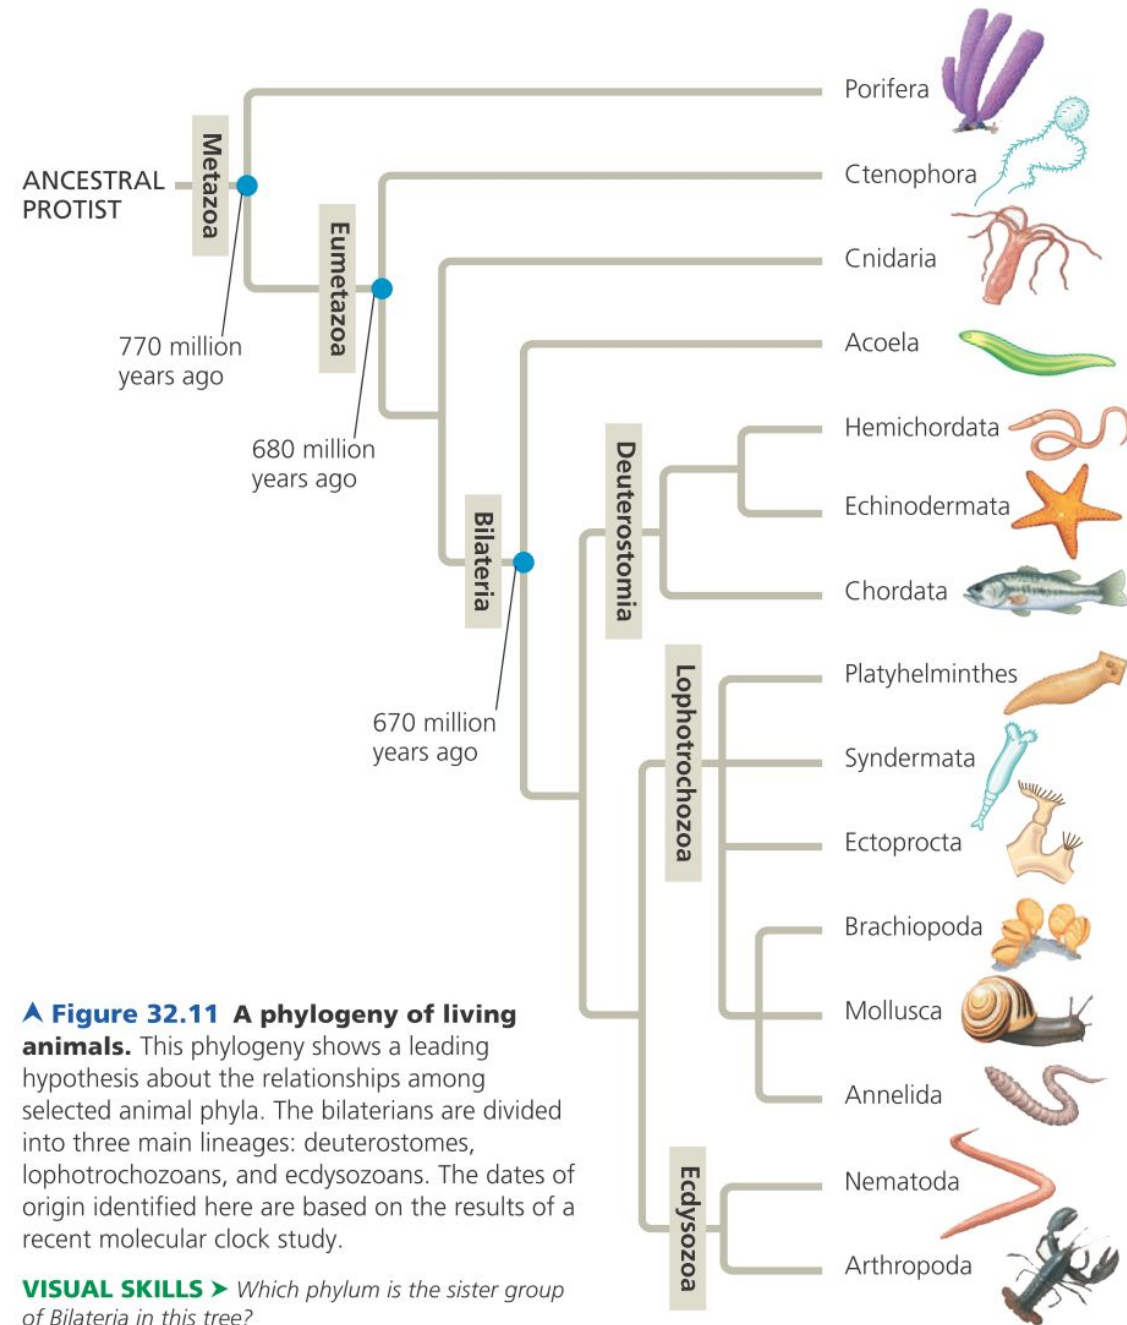 Porifera
Ctenophora
Cnidaria
Acoela
Hemichordata
Echinodermata
Chordata
Platyhelminthes
Syndermata
Ectoprocta
Brachiopoda
Mollusca
Annelida
Nematoda
Arthropoda
ANCESTRAL
PROTIST
Metazoa
770 million
years ago
Eumetazoa
680 million
years ago
Bilateria
670 million
years ago
Deuterostomia
Lophotrochozoa
Ecdysozoa
▲ Figure 32.11 A phylogeny of living
animals. This phylogeny shows a leading
hypothesis about the relationships among
selected animal phyla. The bilaterians are divided
into three main lineages: deuterostomes,
lophotrochozoans, and ecdysozoans. The dates of
origin identified here are based on the results of a
recent molecular clock study.
VISUAL SKILLS ➤ Which phylum is the sister group
of Bilateria in this tree?